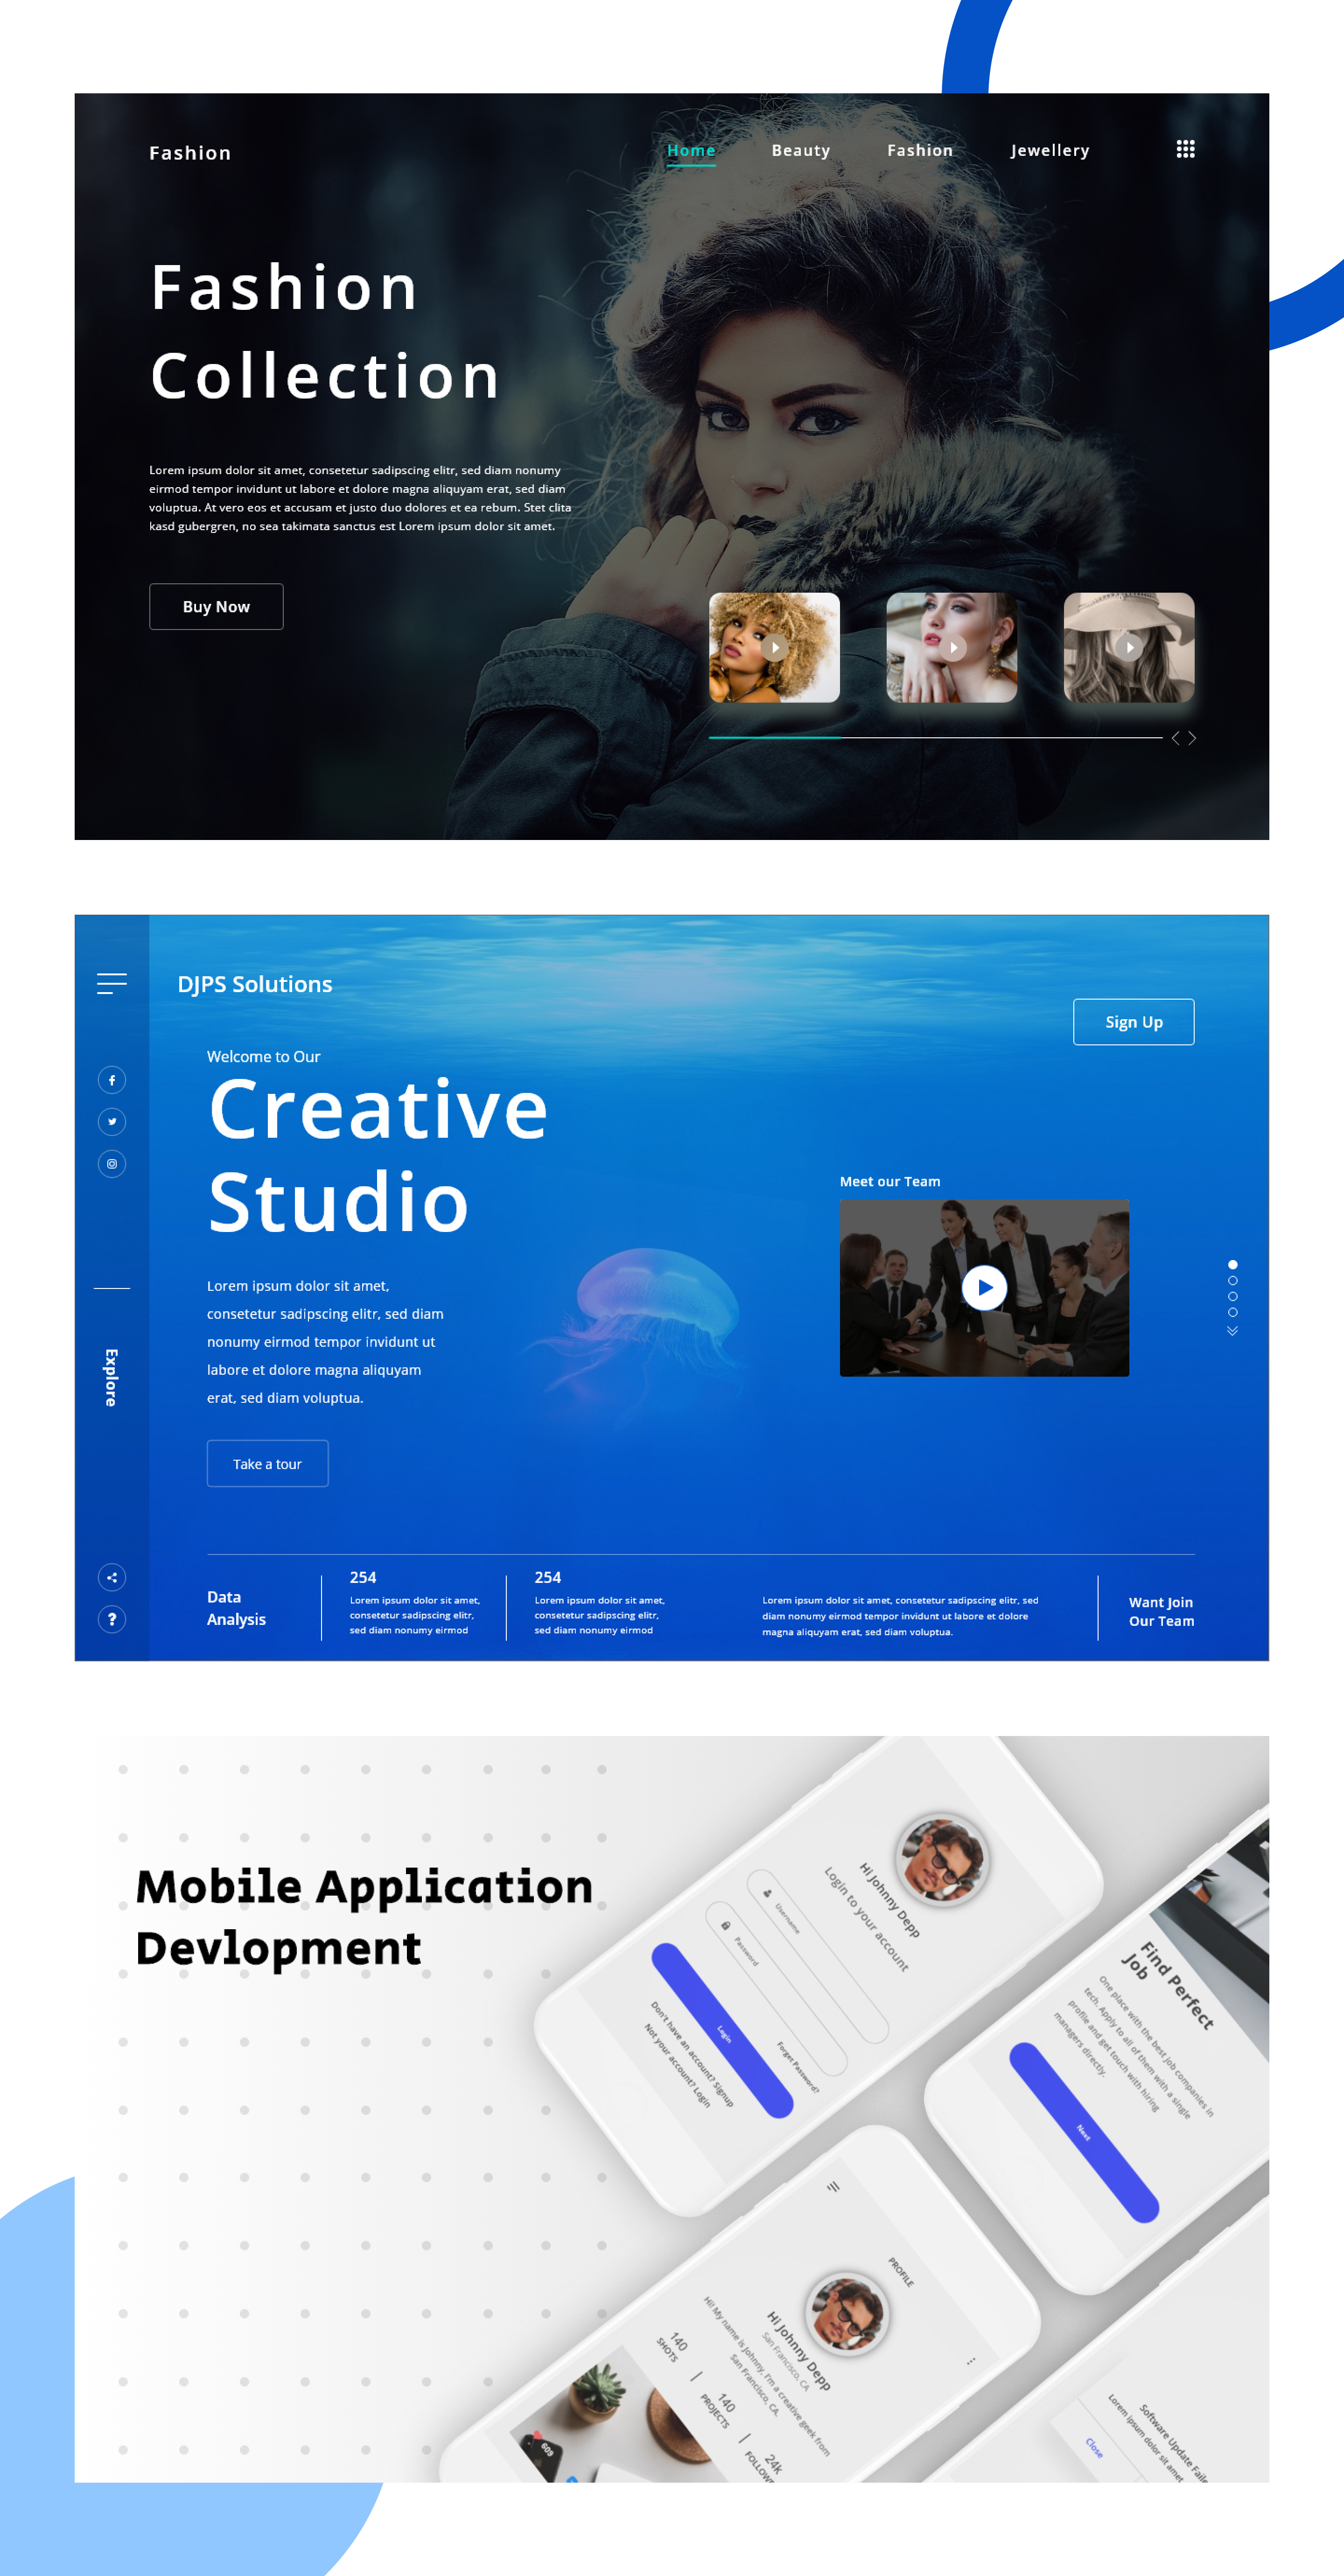 Fashion
Home Beauty Fashion Jewellery
Fashion
Collection
Lorem ipsum dolor sit amet, consetetur sadipscing elitr, sed diam nonumy
eirmod tempor invidunt ut labore et dolore magna aliquyam erat, sed diam
voluptua. At vero eos et accusam et justo duo dolores et ea rebum. Stet clita
kasd gubergren, no sea takimata sanctus est Lorem ipsum dolor sit amet.
Buy Now
DJPS Solutions
Sign Up
Welcome to Our
Creative
Studio
Meet our Team
Lorem ipsum dolor sit amet,
consetetur sadipscing elitr, sed diam
nonumy eirmod tempor invidunt ut
labore et dolore magna aliquyam
erat, sed diam voluptua.
Explore
Take a tour
Data
Analysis
254
Lorem ipsum dolor sit amet,
consetetur sadipscing elitr,
sed diam nonumy eirmod
254
Lorem ipsum dolor sit amet,
consetetur sadipscing elitr,
sed diam nonumy eirmod
Lorem ipsum dolor sit amet, consetetur sadipscing elitr, sed
diam nonumy eirmod tempor invidunt ut labore et dolore
magna aliquyam erat, sed diam voluptua.
Want Join
Our Team
Mobile Application
Devlopment
Hi Johnny Depp
Login to your account
Username
Password
Forget Password?
Login
Don't have an account? Signup
Not your account? Login
Find Perfect
Job
One place with the best job companies in
tech. Apply to all of them with a single
profile and get touch with hiring
managers directly.
Next
PROFILE
Hi Johnny Depp
San Francisco, CA
Hi! My name is Johnny, I'm a creative geek from
San Francisco, CA.
140
SHOTS
140
PROJECTS
24k
FOLLOW
609
Software Update Faile
Lorem ipsum dolor sit amet
Close